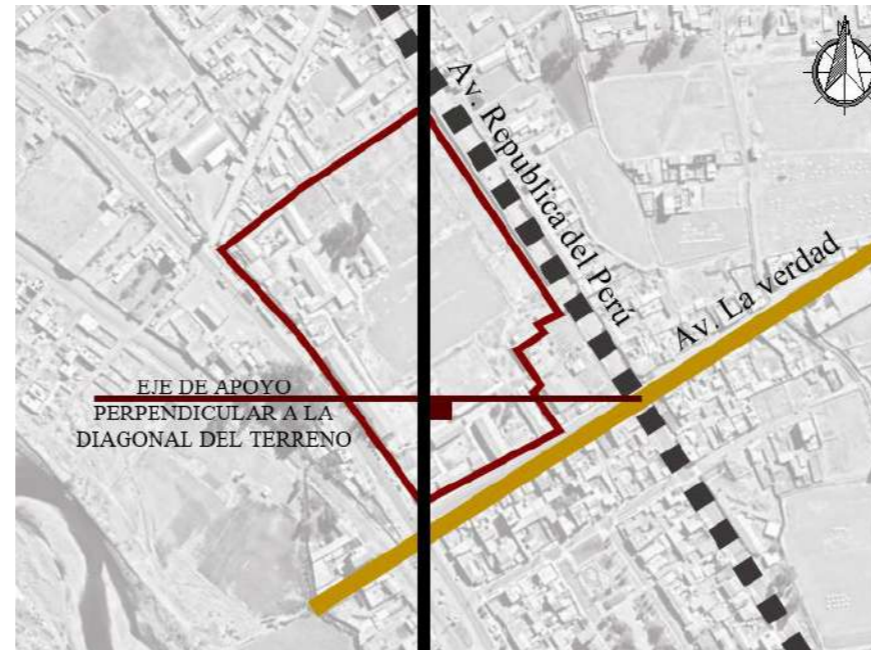 N
Av. Republica del Perú
Av. La verdad
EJE DE APOYO
PERPENDICULAR A LA
DIAGONAL DEL TERRENO